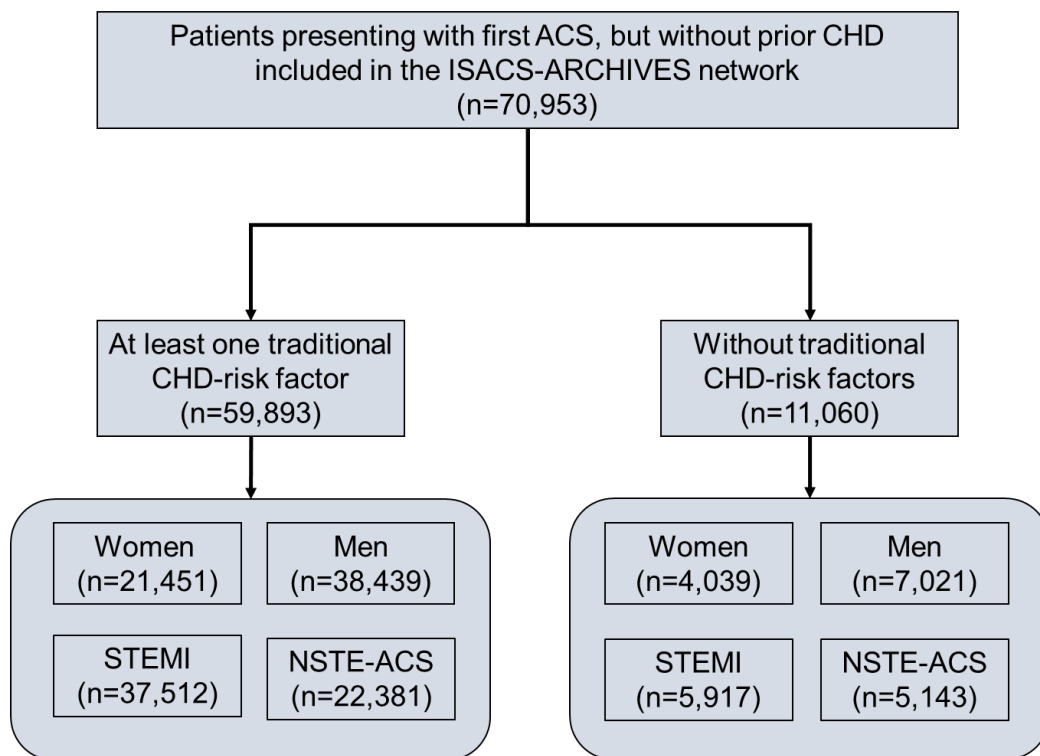 Patients presenting with first ACS, but without prior CHD
included in the ISACS-ARCHIVES network
(n=70,953)
At least one traditional
CHD-risk factor
(n=59,893)
Without traditional
CHD-risk factors
(n=11,060)
Women
(n=21,451)
Men
(n=38,439)
STEMI
(n=37,512)
NSTE-ACS
(n=22,381)
Women
(n=4,039)
Men
(n=7,021)
STEMI
(n=5,917)
NSTE-ACS
(n=5,143)